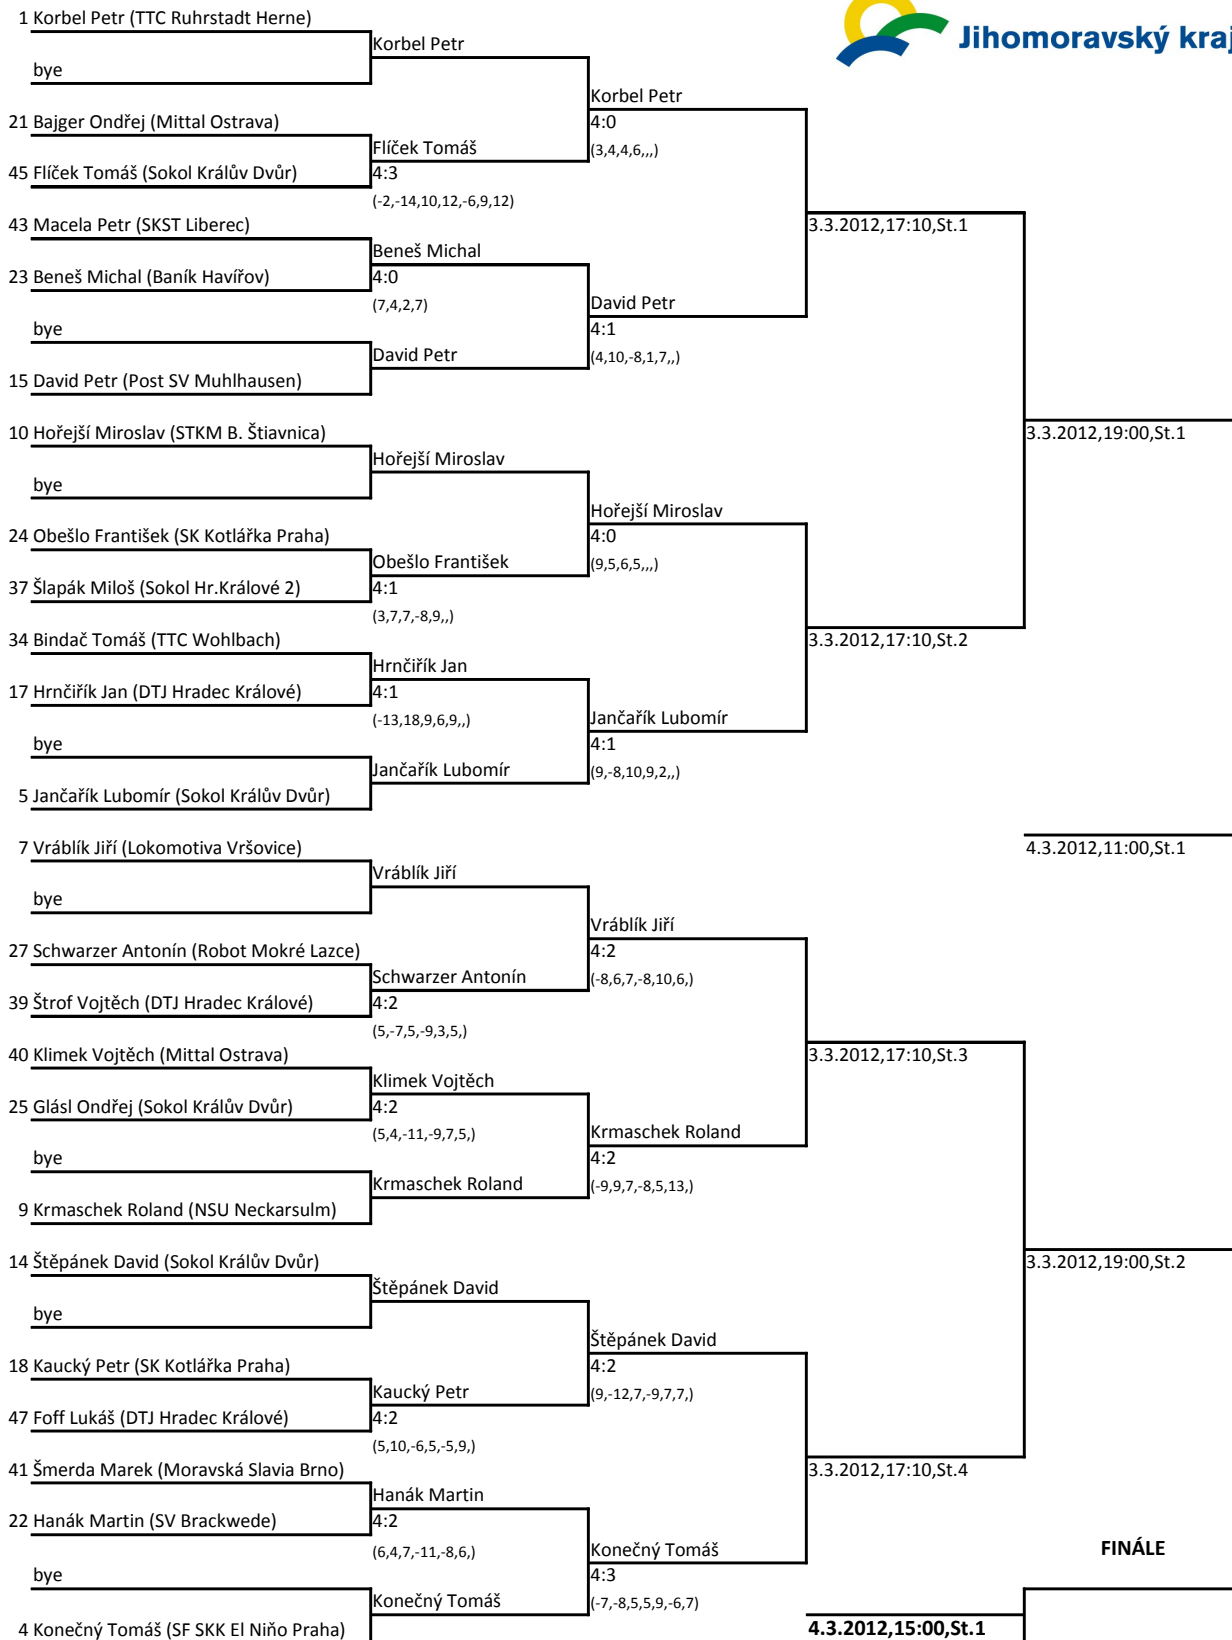 1 Korbel Petr (TTC Ruhrstadt Herne)
Jihomoravský kraj
Korbel Petr
bye
Korbel Petr
21 Bajger Ondřej (Mittal Ostrava)
4:0
Flíček Tomáš
(3,4,4,6,,,)
45 Flíček Tomáš (Sokol Králův Dvůr)
4:3
(-2,-14,10,12,-6,9,12)
43 Macela Petr (SKST Liberec)
3.3.2012,17:10,St.1
Beneš Michal
23 Beneš Michal (Baník Havířov)
4:0
(7,4,2,7)
David Petr
bye
4:1
David Petr
(4,10,-8,1,7,,)
15 David Petr (Post SV Muhlhausen)
10 Hořejší Miroslav (STKM B. Štiavnica)
3.3.2012,19:00,St.1
Hořejší Miroslav
bye
Hořejší Miroslav
24 Obešlo František (SK Kotlářka Praha)
4:0
Obešlo František
(9,5,6,5,,,)
37 Šlapák Miloš (Sokol Hr.Králové 2)
4:1
(3,7,7,-8,9,,)
34 Bindač Tomáš (TTC Wohlbach)
3.3.2012,17:10,St.2
Hrnčiřík Jan
17 Hrnčiřík Jan (DTJ Hradec Králové)
4:1
(-13,18,9,6,9,,)
Jančařík Lubomír
bye
4:1
Jančařík Lubomír
(9,-8,10,9,2,,)
5 Jančařík Lubomír (Sokol Králův Dvůr)
7 Vráblík Jiří (Lokomotiva Vršovice)
4.3.2012,11:00,St.1
Vráblík Jiří
bye
Vráblík Jiří
27 Schwarzer Antonín (Robot Mokré Lazce)
4:2
Schwarzer Antonín
(-8,6,7,-8,10,6,)
39 Štrof Vojtěch (DTJ Hradec Králové)
4:2
(5,-7,5,-9,3,5,)
40 Klimek Vojtěch (Mittal Ostrava)
3.3.2012,17:10,St.3
Klimek Vojtěch
25 Glásl Ondřej (Sokol Králův Dvůr)
4:2
(5,4,-11,-9,7,5,)
Krmaschek Roland
bye
4:2
Krmaschek Roland
(-9,9,7,-8,5,13,)
9 Krmaschek Roland (NSU Neckarsulm)
14 Štěpánek David (Sokol Králův Dvůr)
3.3.2012,19:00,St.2
Štěpánek David
bye
Štěpánek David
18 Kaucký Petr (SK Kotlářka Praha)
4:2
Kaucký Petr
(9,-12,7,-9,7,7,)
47 Foff Lukáš (DTJ Hradec Králové)
4:2
(5,10,-6,5,-5,9,)
41 Šmerda Marek (Moravská Slavia Brno)
3.3.2012,17:10,St.4
Hanák Martin
22 Hanák Martin (SV Brackwede)
4:2
(6,4,7,-11,-8,6,)
Konečný Tomáš
FINÁLE
bye
4:3
Konečný Tomáš
(-7,-8,5,5,9,-6,7)
4 Konečný Tomáš (SF SKK El Niňo Praha)
4.3.2012,15:00,St.1